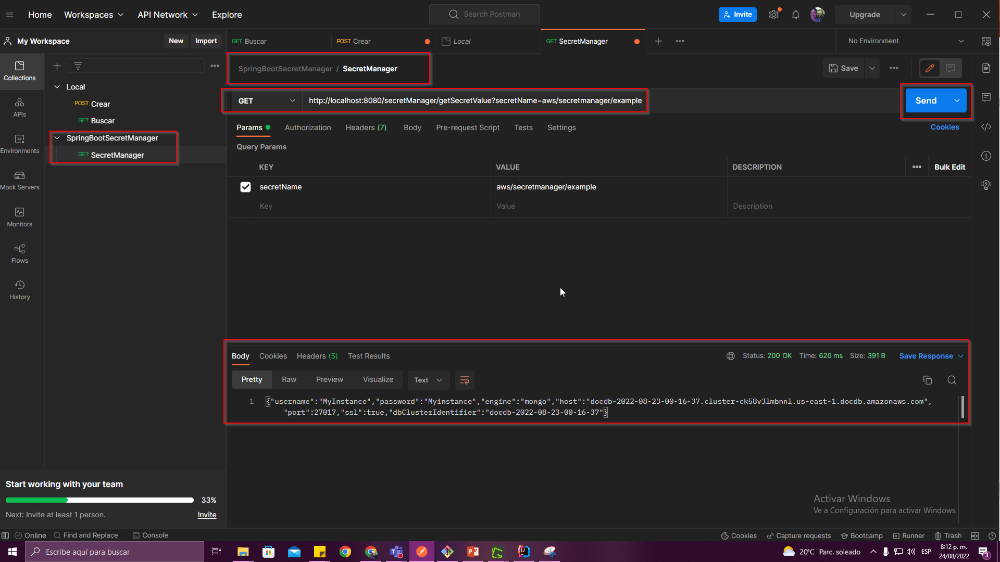 Home Workspaces API Network Explore Search Postman Invite Upgrade
My Workspace New Import GET Buscar POST Crear Local GET SecretManager No Environment
Collections
APIs
Environments
Mock Servers
Monitors
Flows
History
Local
POST Crear
GET Buscar
SpringBootSecretManager
GET SecretManager
SpringBootSecretManager / SecretManager Save
GET http://localhost:8080/secretManager/getSecretValue?secretName=aws/secretmanager/example Send
Params Authorization Headers (7) Body Pre-request Script Tests Settings Cookies
Query Params
KEY VALUE DESCRIPTION Bulk Edit
secretName aws/secretmanager/example
Key Value Description
Body Cookies Headers (5) Test Results Status: 200 OK Time: 620 ms Size: 391 B Save Response
Pretty Raw Preview Visualize Text
1 {"username":"MyInstance","password":"Myinstance","engine":"mongo","host":"docdb-2022-08-23-00-16-37.cluster-ck58v3lmbnnl.us-east-1.docdb.amazonaws.com",
"port":27017,"ssl":true,"dbClusterIdentifier":"docdb-2022-08-23-00-16-37"}
Start working with your team
33%
Next: Invite at least 1 person. Invite
Activar Windows
Ve a Configuración para activar Windows.
Online Find and Replace Console Cookies Capture requests Bootcamp Runner Trash
Escribe aquí para buscar 20°C Parc. soleado ESP 8:12 p. m.
24/08/2022 3